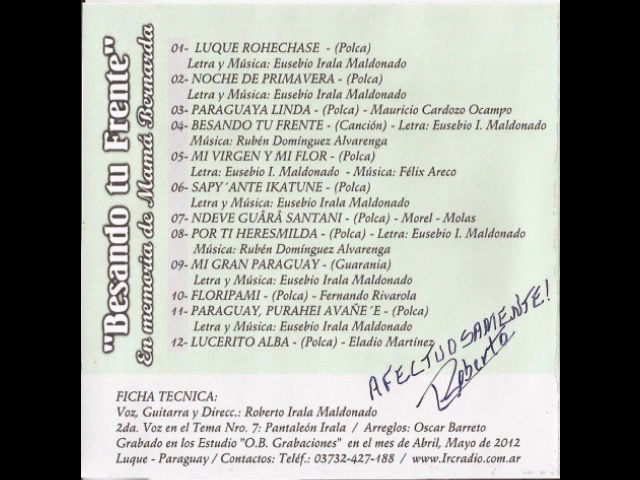 "Besando tu Frente"
En memoria de Mamá Bernarda
01- LUQUE ROHECHASE - (Polca)
Letra y Música: Eusebio Irala Maldonado
02- NOCHE DE PRIMAVERA - (Polca)
Letra y Música: Eusebio Irala Maldonado
03- PARAGUAYA LINDA - (Polca) - Mauricio Cardozo Ocampo
04- BESANDO TU FRENTE - (Canción) - Letra: Eusebio I. Maldonado
Música: Rubén Domínguez Alvarenga
05- MI VIRGEN Y MI FLOR - (Polca)
Letra: Eusebio I. Maldonado - Música: Félix Areco
06- SAPY´ANTE IKATUNE - (Polca)
Letra y Música: Eusebio Irala Maldonado
07- NDEVE GUÂRÂ SANTANI - (Polca) - Morel - Molas
08- POR TI HERESMILDA - (Polca) - Letra: Eusebio I. Maldonado
Música: Rubén Domínguez Alvarenga
09- MI GRAN PARAGUAY - (Guarania)
Letra y Música: Eusebio Irala Maldonado
10- FLORIPAMI - (Polca) - Fernando Rivarola
11- PARAGUAY, PURAHEI AVAÑE´E - (Polca)
Letra y Música: Eusebio Irala Maldonado
12- LUCERITO ALBA - (Polca) - Eladio Martínez
AFECTUOSAMENTE!
Roberto
FICHA TECNICA:
Voz, Guitarra y Direcc.: Roberto Irala Maldonado
2da. Voz en el Tema Nro. 7: Pantaleón Irala / Arreglos: Oscar Barreto
Grabado en los Estudio "O.B. Grabaciones" en el mes de Abril, Mayo de 2012
Luque - Paraguay / Contactos: Teléf.: 03732-427-188 / www.Ircradio.com.ar